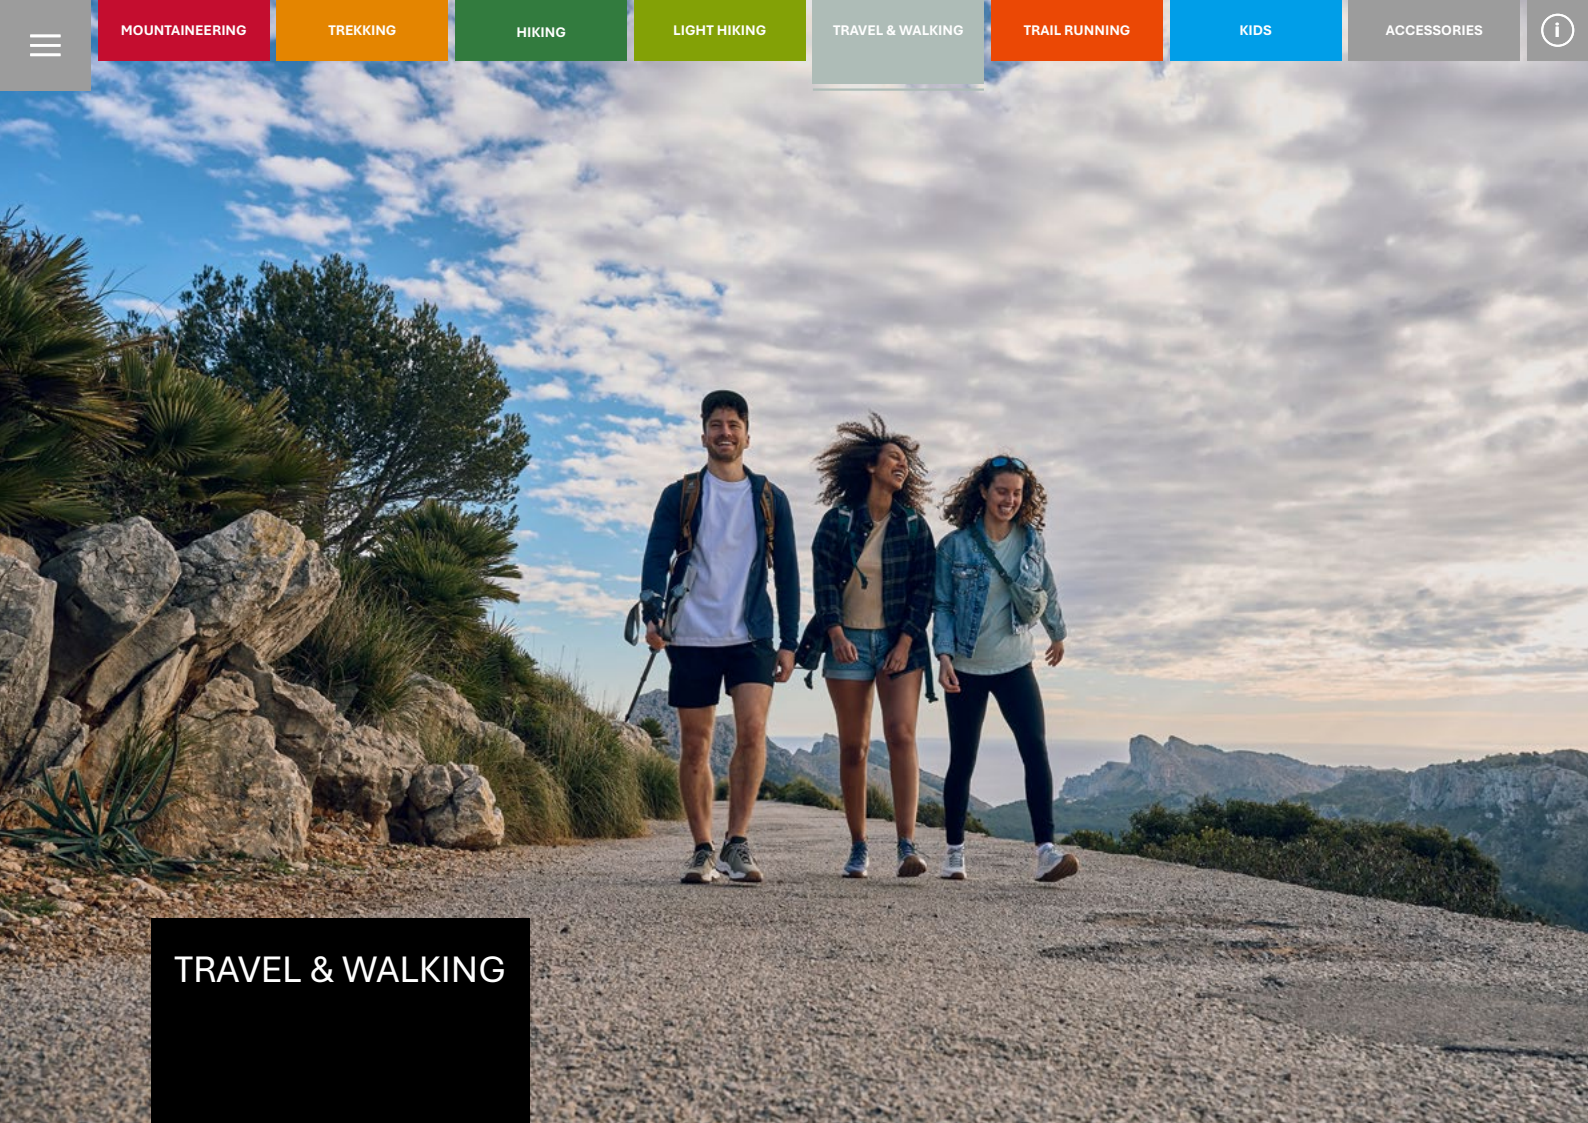 MOUNTAINEERING
TREKKING
HIKING
LIGHT HIKING
TRAVEL & WALKING
TRAIL RUNNING
KIDS
ACCESSORIES
i
TRAVEL & WALKING